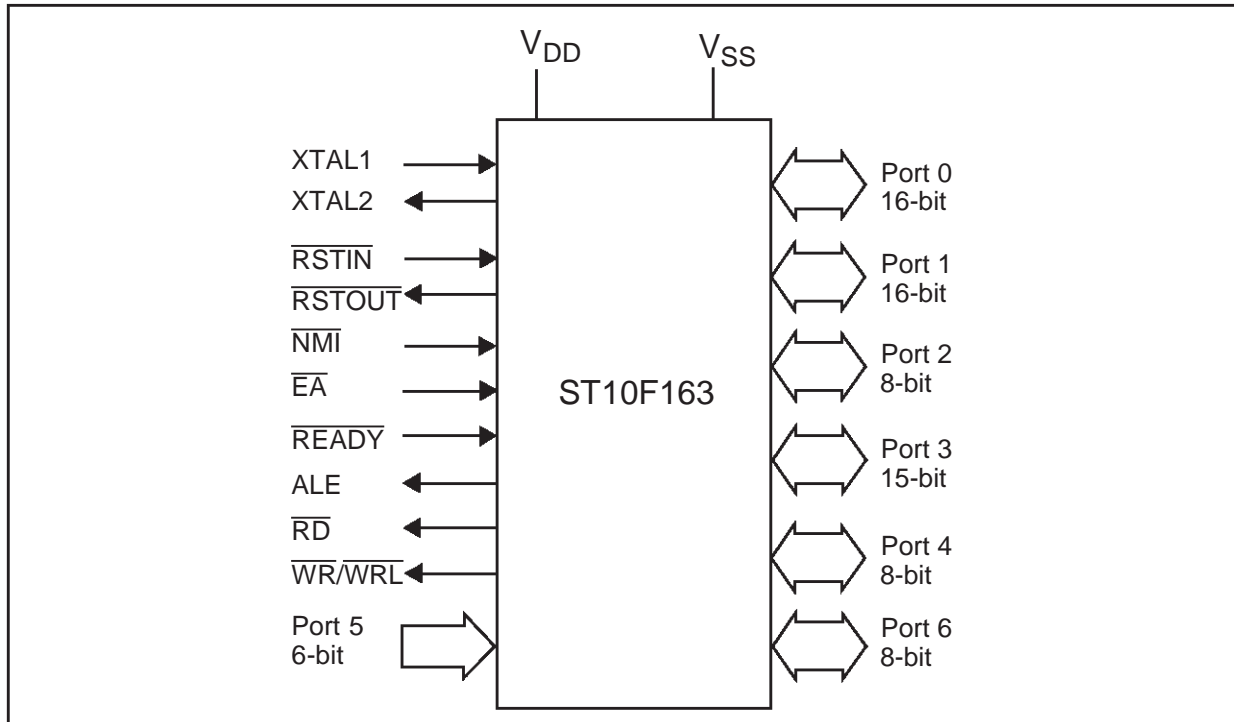 VDD
VSS
XTAL1
XTAL2
RSTIN
RSTOUT
NMI
EA
READY
ALE
RD
WR/WRL
Port 5
6-bit
ST10F163
Port 0
16-bit
Port 1
16-bit
Port 2
8-bit
Port 3
15-bit
Port 4
8-bit
Port 6
8-bit